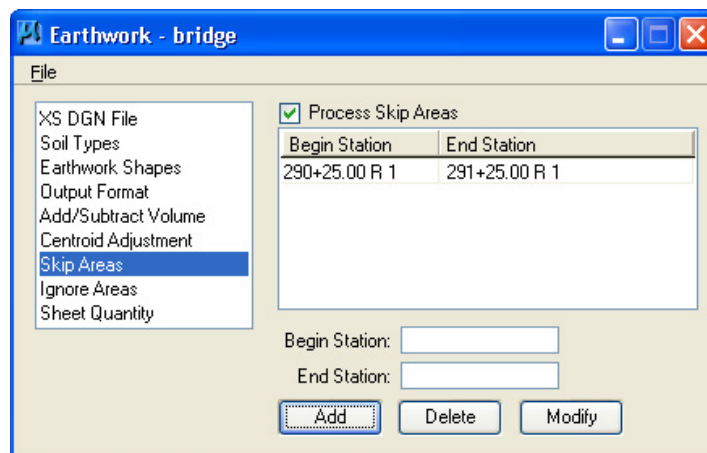 Earthwork - bridge
File
XS DGN File
Soil Types
Earthwork Shapes
Output Format
Add/Subtract Volume
Centroid Adjustment
Skip Areas
Ignore Areas
Sheet Quantity
Process Skip Areas
Begin Station End Station
290+25.00 R 1 291+25.00 R 1
Begin Station:
End Station:
Add Delete Modify